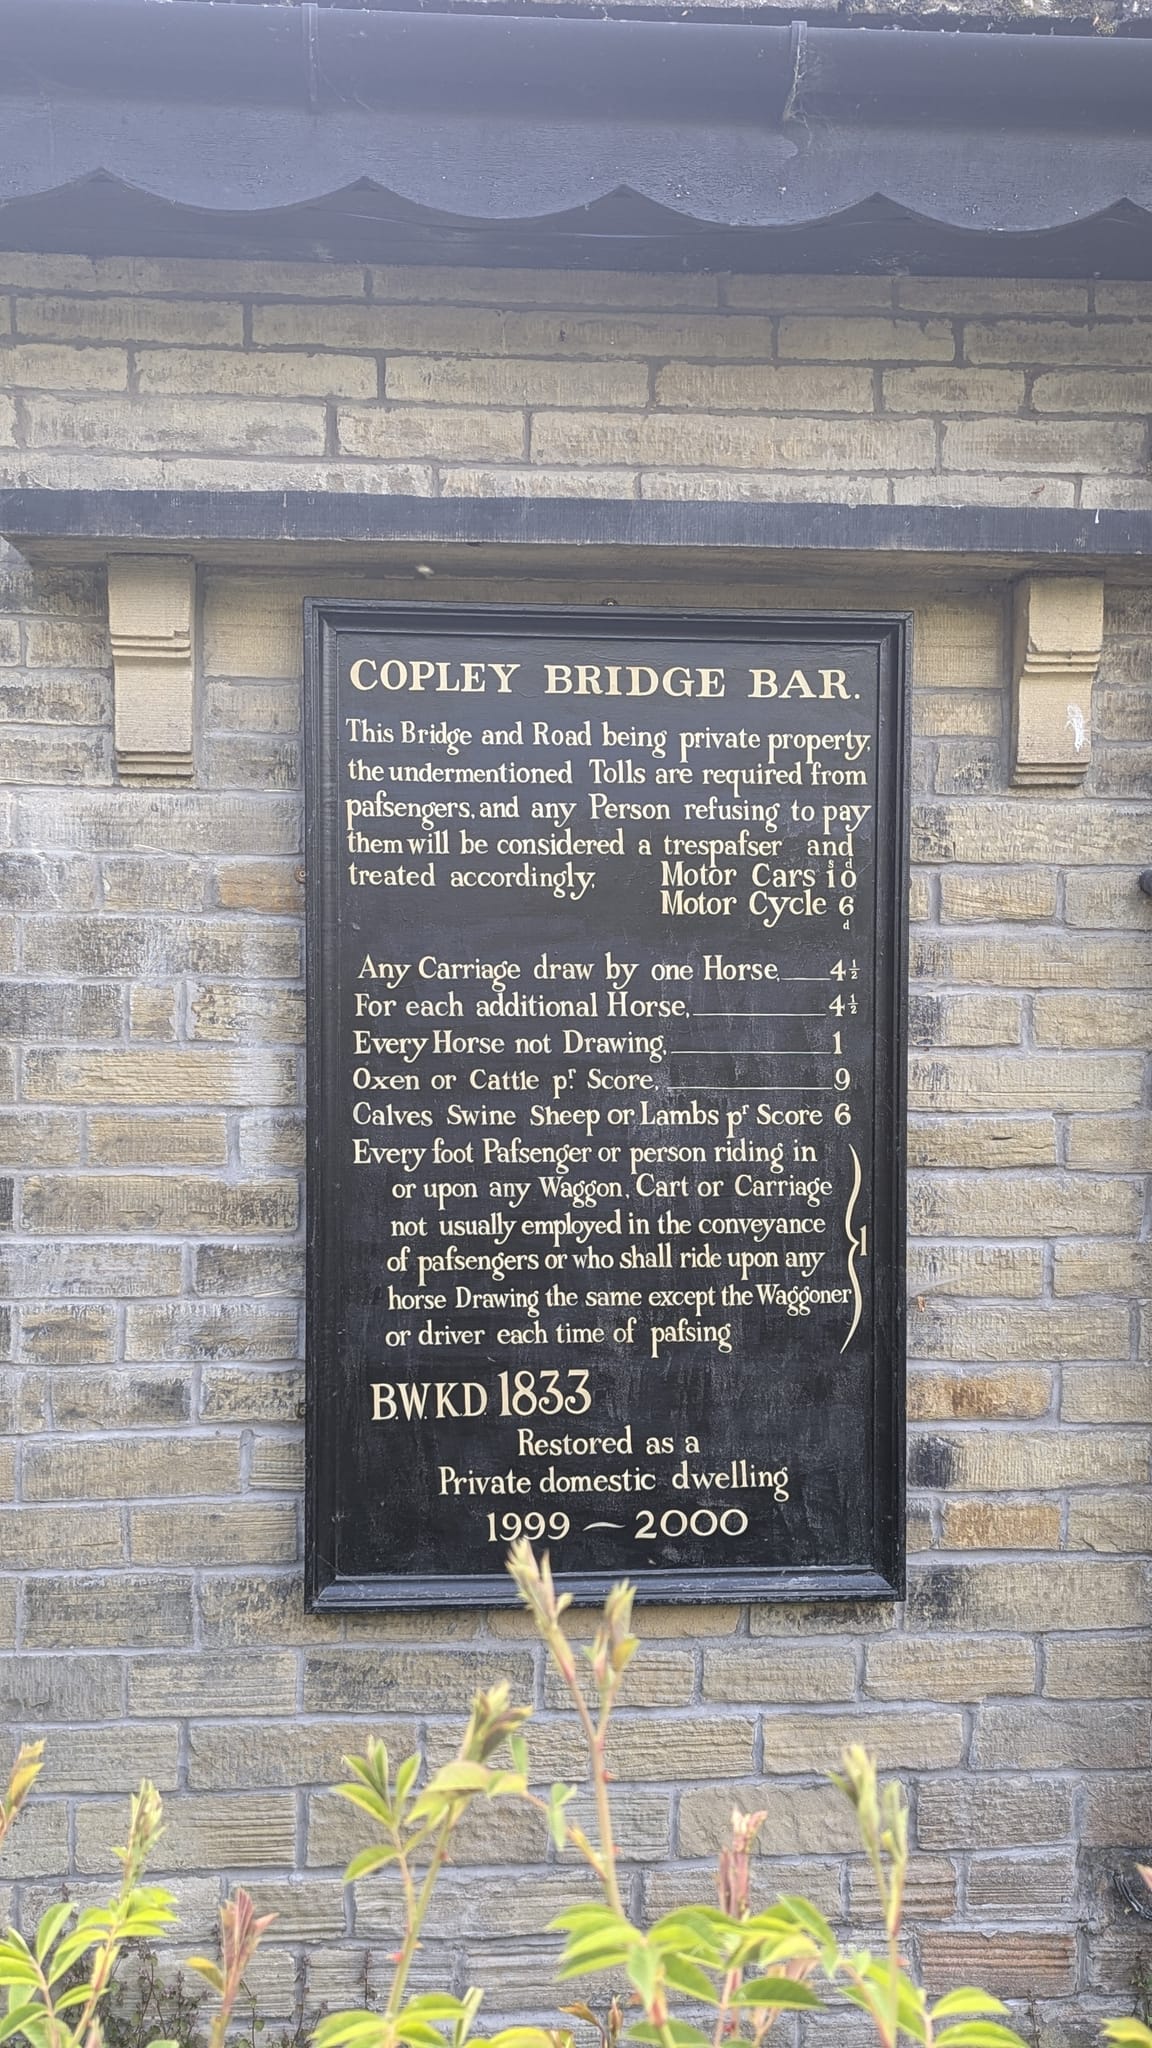 COPLEY BRIDGE BAR.
This Bridge and Road being private property,
the undermentioned Tolls are required from
paſsengers, and any Person refusing to pay
them will be considered a trespaſser and
treated accordingly.
s d
Motor Cars 1 0
Motor Cycle 6
d
Any Carriage draw by one Horse, 4½
For each additional Horse, 4½
Every Horse not Drawing, 1
Oxen or Cattle pr Score, 9
Calves Swine Sheep or Lambs pr Score 6
Every foot Paſsenger or person riding in
or upon any Waggon, Cart or Carriage
not usually employed in the conveyance
of paſsengers or who shall ride upon any
horse Drawing the same except the Waggoner
or driver each time of paſsing
1
B.W.K.D 1833
Restored as a
Private domestic dwelling
1999 ~ 2000